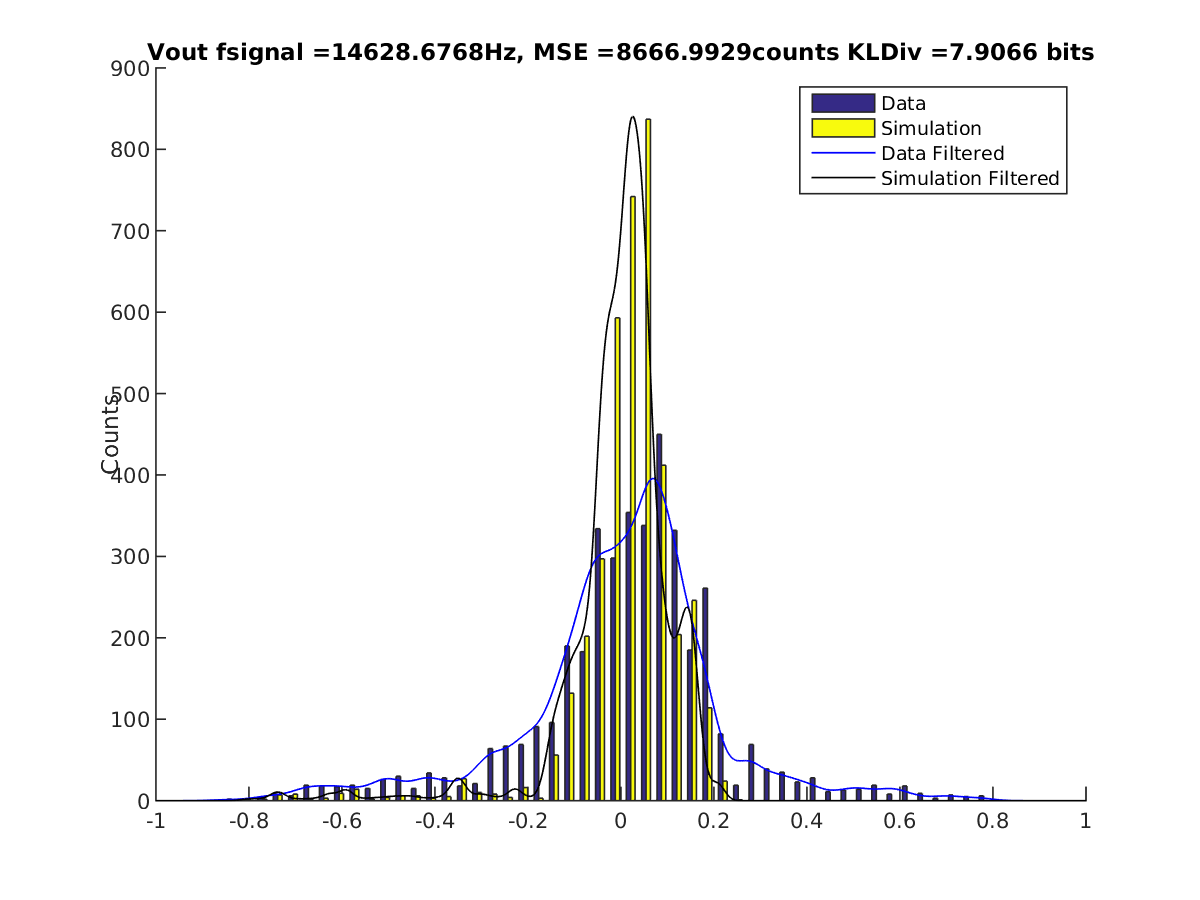 Vout fsignal =14628.6768Hz, MSE =8666.9929counts KLDiv =7.9066 bits
900
800
700
600
500
400
300
200
100
0
Counts
Data
Simulation
Data Filtered
Simulation Filtered
-1 -0.8 -0.6 -0.4 -0.2 0 0.2 0.4 0.6 0.8 1